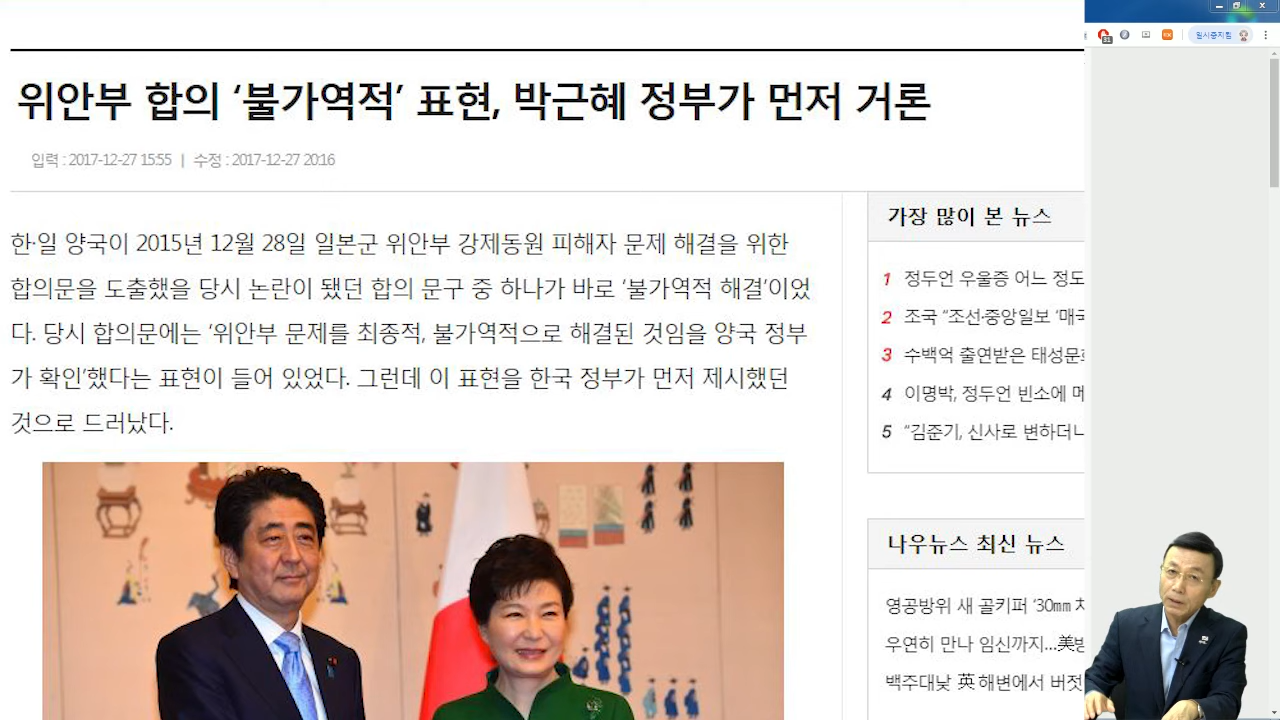 위안부 합의 ‘불가역적’ 표현, 박근혜 정부가 먼저 거론
입력 : 2017-12-27 15:55 | 수정 : 2017-12-27 20:16
한·일 양국이 2015년 12월 28일 일본군 위안부 강제동원 피해자 문제 해결을 위한
합의문을 도출했을 당시 논란이 됐던 합의 문구 중 하나가 바로 ‘불가역적 해결’이었
다. 당시 합의문에는 ‘위안부 문제를 최종적, 불가역적으로 해결된 것임을 양국 정부
가 확인’했다는 표현이 들어 있었다. 그런데 이 표현을 한국 정부가 먼저 제시했던
것으로 드러났다.
가장 많이 본 뉴스
1 정두언 우울증 어느 정도
2 조국 “조선·중앙일보 ‘매국
3 수백억 출연받은 태성문화
4 이명박, 정두언 빈소에 메
5 “김준기, 신사로 변하더니
나우뉴스 최신 뉴스
영공방위 새 골키퍼 ‘30mm 차
우연히 만나 임신까지...美방
백주대낮 英 해변에서 버젓